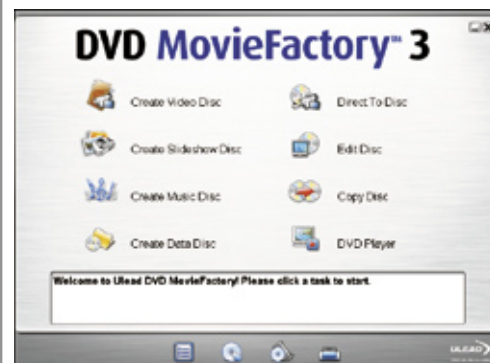 DVD MovieFactory™ 3
Create Video Disc
Direct To Disc
Create Slideshow Disc
Edit Disc
Create Music Disc
Copy Disc
Create Data Disc
DVD Player
Welcome to Ulead DVD MovieFactory! Please click a task to start.
ULEAD